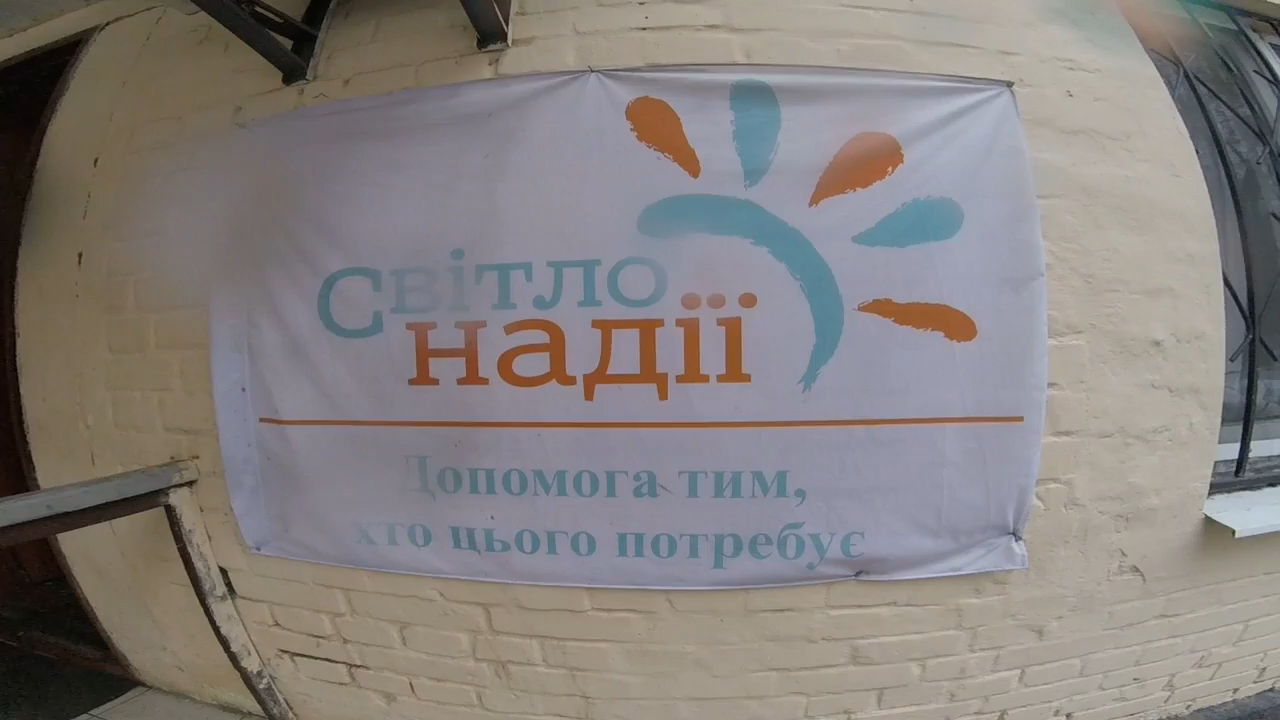 Світло
надії
Допомога тим,
хто цього потребує